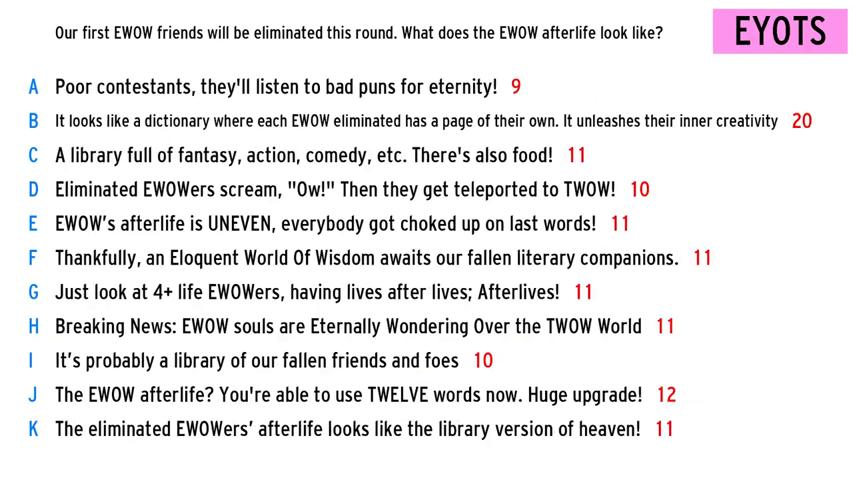 Our first EWOW friends will be eliminated this round. What does the EWOW afterlife look like?
EYOTS
A Poor contestants, they'll listen to bad puns for eternity! 9
B It looks like a dictionary where each EWOW eliminated has a page of their own. It unleashes their inner creativity 20
C A library full of fantasy, action, comedy, etc. There's also food! 11
D Eliminated EWOWers scream, "Ow!" Then they get teleported to TWOW! 10
E EWOW’s afterlife is UNEVEN, everybody got choked up on last words! 11
F Thankfully, an Eloquent World Of Wisdom awaits our fallen literary companions. 11
G Just look at 4+ life EWOWers, having lives after lives; Afterlives! 11
H Breaking News: EWOW souls are Eternally Wondering Over the TWOW World 11
I It’s probably a library of our fallen friends and foes 10
J The EWOW afterlife? You're able to use TWELVE words now. Huge upgrade! 12
K The eliminated EWOWers’ afterlife looks like the library version of heaven! 11